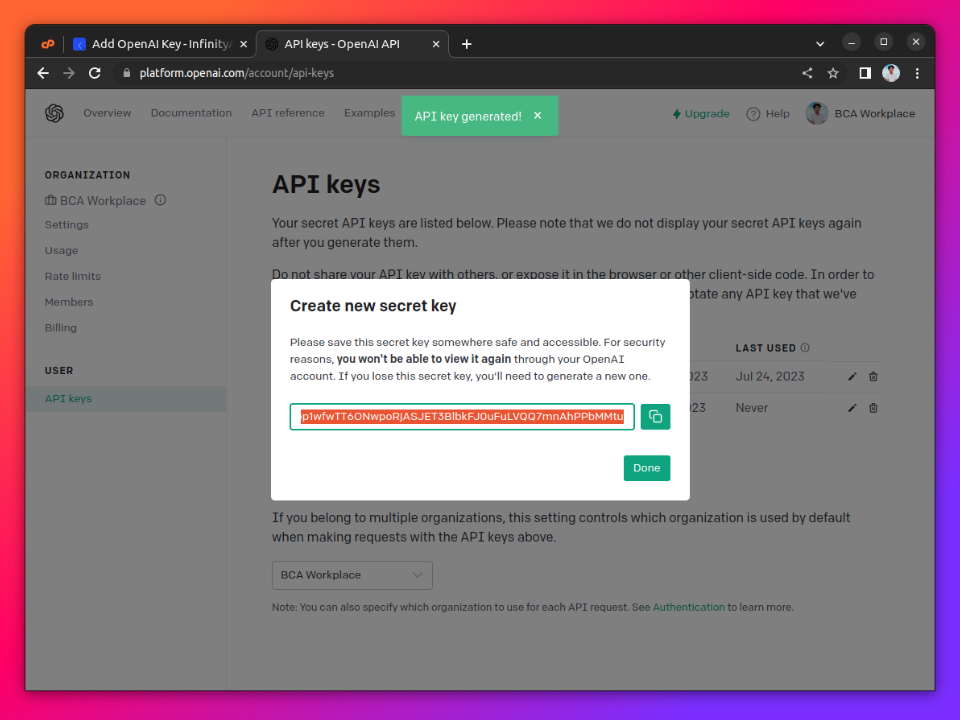 Add OpenAI Key - Infinity
API keys - OpenAI API
platform.openai.com/account/api-keys
Overview
Documentation
API reference
Examples
API key generated!
Upgrade
Help
BCA Workplace
ORGANIZATION
BCA Workplace
Settings
Usage
Rate limits
Members
Billing
USER
API keys
API keys
Your secret API keys are listed below. Please note that we do not display your secret API keys again
after you generate them.
Do not share your API key with others, or expose it in the browser or other client-side code. In order to
any API key that we've
LAST USED
23 Jul 24, 2023
23 Never
Create new secret key
Please save this secret key somewhere safe and accessible. For security
reasons, you won't be able to view it again through your OpenAI
account. If you lose this secret key, you'll need to generate a new one.
Done
If you belong to multiple organizations, this setting controls which organization is used by default
when making requests with the API keys above.
BCA Workplace
Note: You can also specify which organization to use for each API request. See Authentication to learn more.